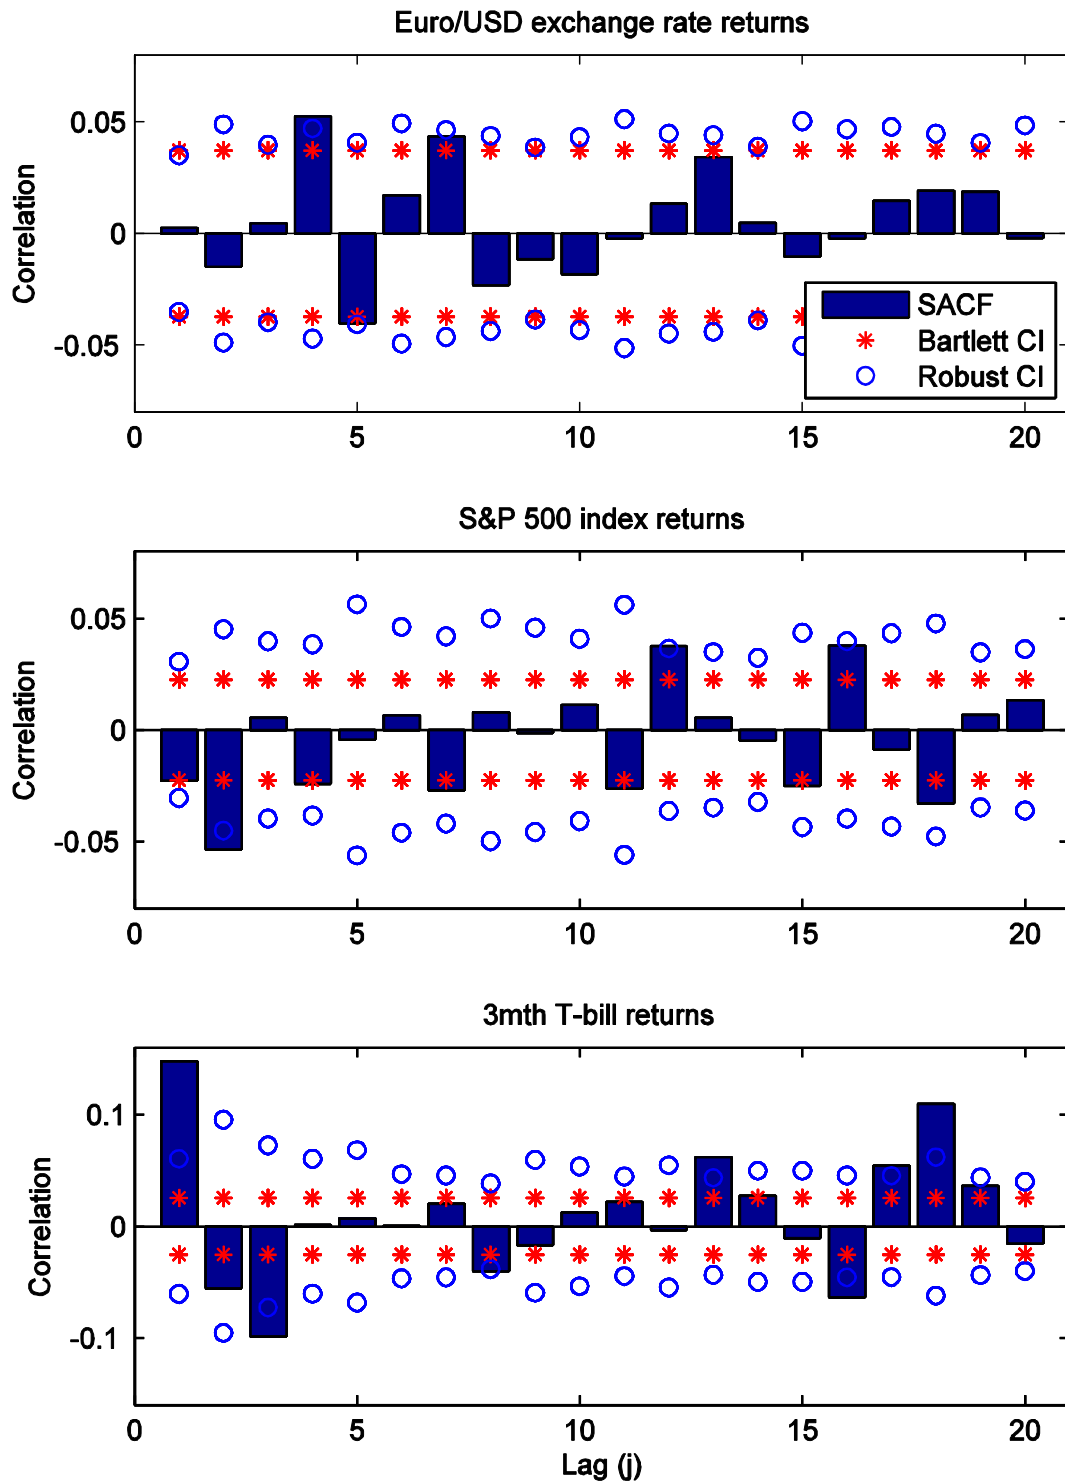 Euro/USD exchange rate returns
0.05
0
-0.05
Correlation
SACF
Bartlett CI
Robust CI
0 5 10 15 20
S&P 500 index returns
0.05
0
-0.05
Correlation
0 5 10 15 20
3mth T-bill returns
0.1
0
-0.1
Correlation
0 5 10 15 20
Lag (j)